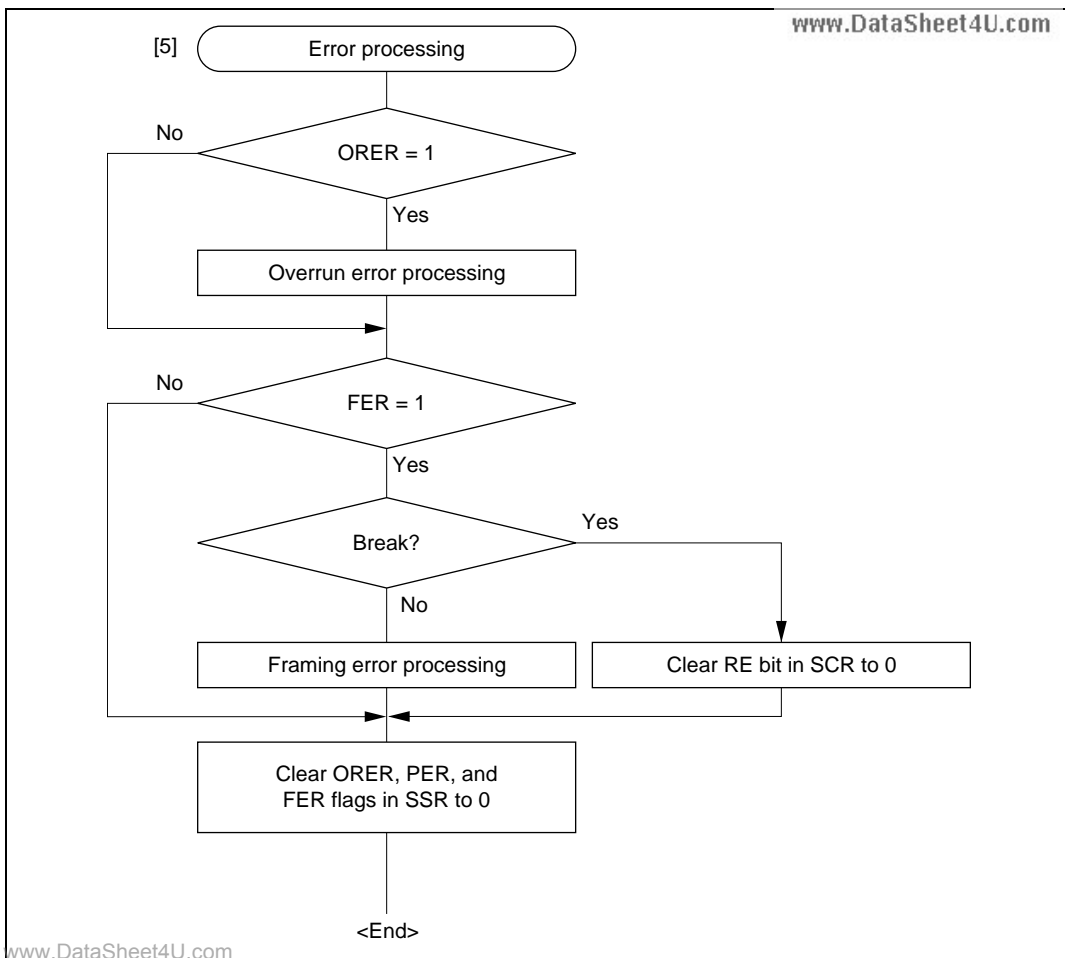 www.DataSheet4U.com
[5]
Error processing
No
ORER = 1
Yes
Overrun error processing
No
FER = 1
Yes
Break?
Yes
No
Framing error processing
Clear RE bit in SCR to 0
Clear ORER, PER, and
FER flags in SSR to 0
<End>
www.DataSheet4U.com